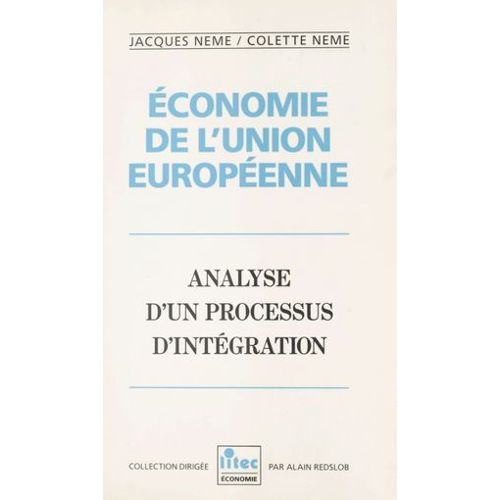 JACQUES NEME / COLETTE NEME
ÉCONOMIE
DE L'UNION
EUROPÉENNE
ANALYSE
D'UN PROCESSUS
D'INTÉGRATION
COLLECTION DIRIGÉE litec PAR ALAIN REDSLOB
ÉCONOMIE